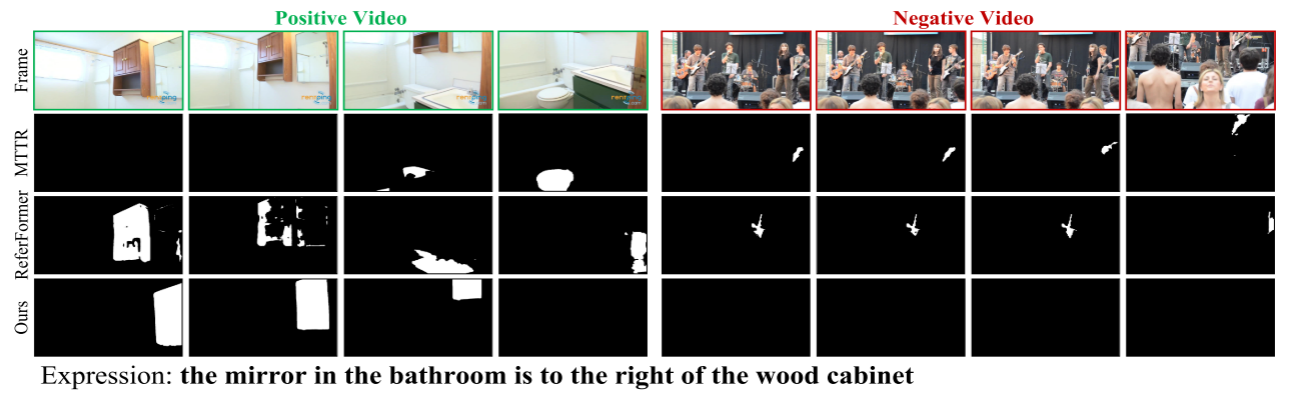 Positive Video
Negative Video
Frame
MTTR
ReferFormer
Ours
Expression: the mirror in the bathroom is to the right of the wood cabinet